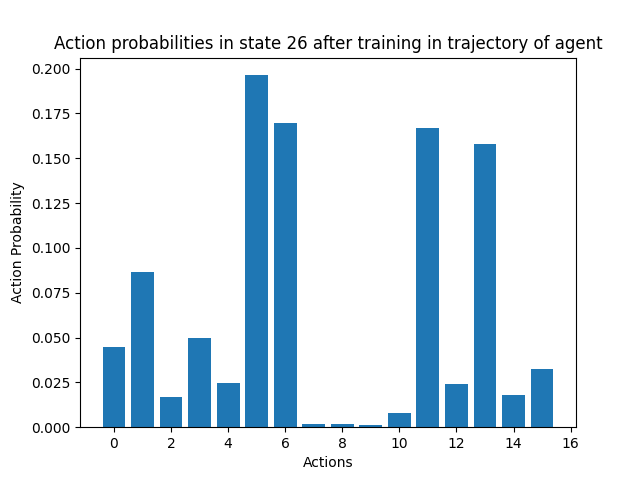 Action probabilities in state 26 after training in trajectory of agent
0.200
0.175
0.150
0.125
0.100
0.075
0.050
0.025
0.000
Action Probability
0 2 4 6 8 10 12 14 16
Actions